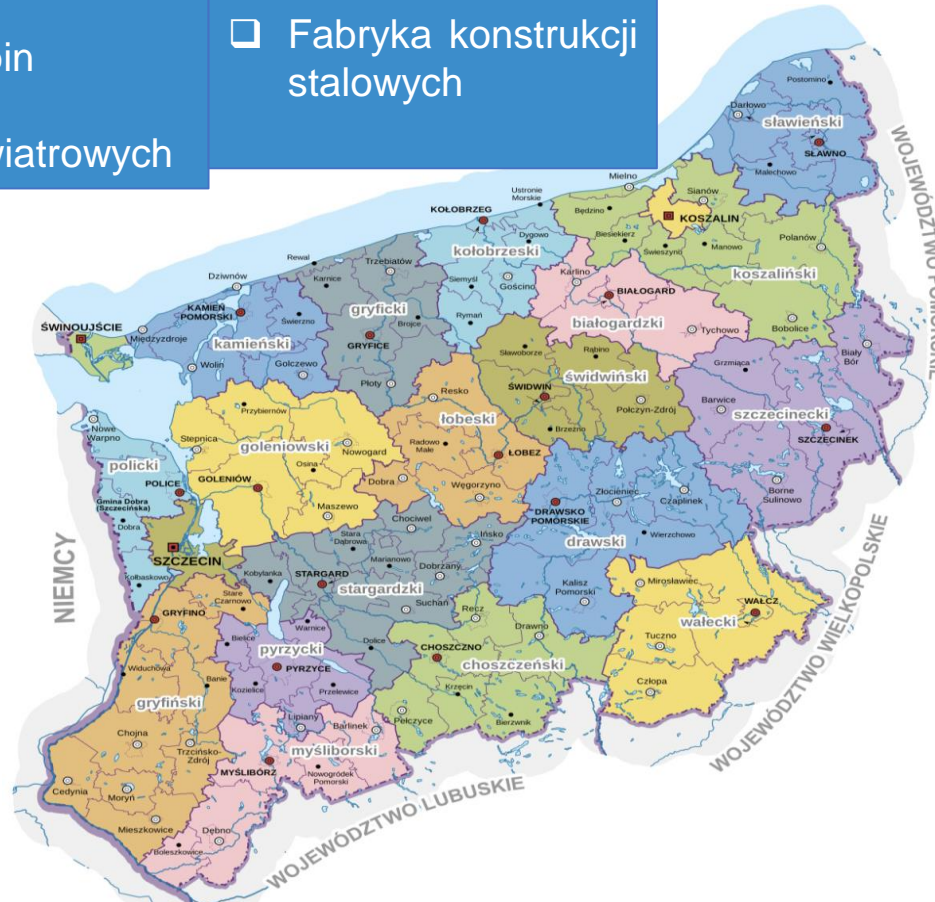 ❑ Fabryka konstrukcji
stalowych
Postomino
Darłowo
sławieński
SŁAWNO
Malechowo
WOJEWÓDZTWO POMORSKIE
Mielno
Sianów
Ustronie
Morskie
Będzino
KOSZALIN
KOŁOBRZEG
Dygowo
Biesiekierz
Świeszyno
Manowo
Polanów
kołobrzeski
koszaliński
Rewal
Trzebiatów
Karnice
Siemyśl
Gościno
Karlino
BIAŁOGARD
Dziwnów
gryficki
Rymań
białogardzki
Tychowo
Bobolice
KAMIEŃ
POMORSKI
Świerzno
Brojce
GRYFICE
ŚWINOUJŚCIE
Międzyzdroje
kamieński
Wolin
Golczewo
Płoty
Sławoborze
Rąbino
świdwiński
Grzmiąca
Biały
Bór
ŚWIDWIN
Połczyn-Zdrój
Barwice
szczecinecki
SZCZECINEK
Resko
łobeski
Brzeżno
Przybiernów
Nowe
Warpno
Stepnica
goleniowski
Nowogard
Radowo
Małe
ŁOBEZ
policki
Osina
POLICE
GOLENIÓW
Dobra
Węgorzyno
Złocieniec
Czaplinek
Borne
Sulinowo
Gmina Dobra
(Szczecińska)
Dobra
Maszewo
DRAWSKO
POMORSKIE
Chociwel
Ińsko
Wierzchowo
drawski
Stara
Dąbrowa
NIEMCY
SZCZECIN
Marianowo
Dobrzany
Kołbaskowo
Kobylanka
STARGARD
stargardzki
Suchań
Kalisz
Pomorski
Mirosławiec
WAŁCZ
wałecki
WOJEWÓDZTWO WIELKOPOLSKIE
Stare
Czarnowo
GRYFINO
Recz
Drawno
Tuczno
Warnice
Bielice
Dolice
pyrzycki
PYRZYCE
CHOSZCZNO
choszczeński
Człopa
Widuchowa
Banie
Kozielice
Przelewice
Krzęcin
gryfiński
Lipiany
Barlinek
Pełczyce
Bierzwnik
Chojna
Trzcińsko-
Zdrój
myśliborski
MYŚLIBÓRZ
Nowogródek
Pomorski
Cedynia
Moryń
Mieszkowice
Dębno
Boleszkowice
WOJEWÓDZTWO LUBUSKIE